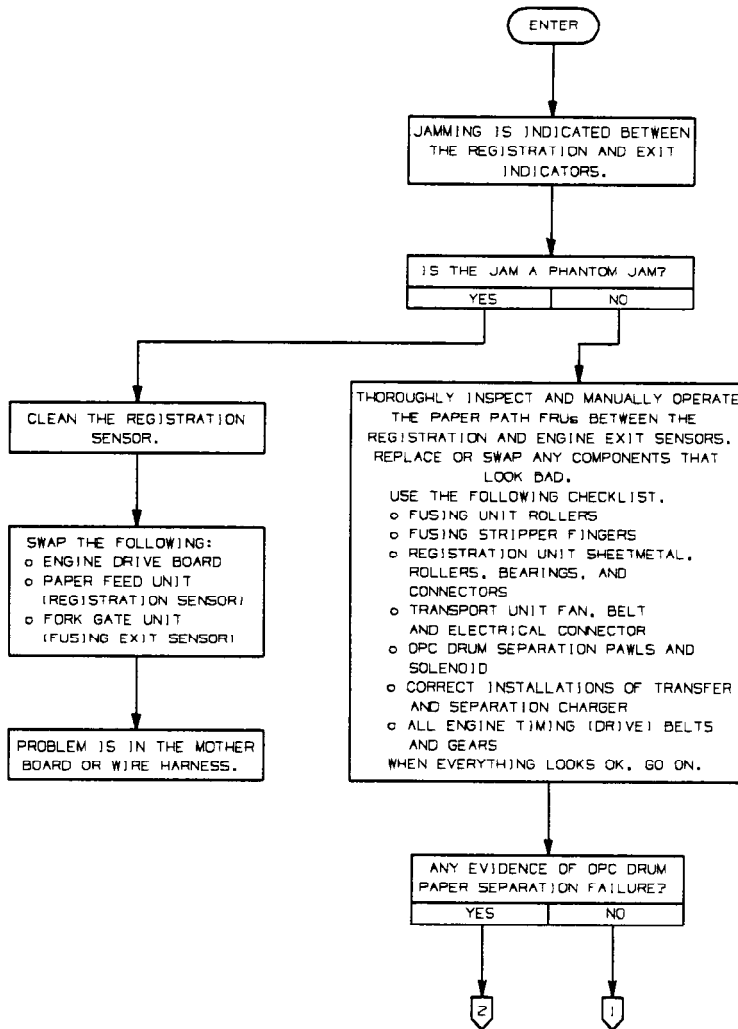 ENTER
JAMMING IS INDICATED BETWEEN
THE REGISTRATION AND EXIT
INDICATORS.
IS THE JAM A PHANTOM JAM?
YES
NO
CLEAN THE REGISTRATION
SENSOR.
SWAP THE FOLLOWING:
o ENGINE DRIVE BOARD
o PAPER FEED UNIT
(REGISTRATION SENSOR)
o FORK GATE UNIT
(FUSING EXIT SENSOR)
PROBLEM IS IN THE MOTHER
BOARD OR WIRE HARNESS.
THOROUGHLY INSPECT AND MANUALLY OPERATE
THE PAPER PATH FRUs BETWEEN THE
REGISTRATION AND ENGINE EXIT SENSORS.
REPLACE OR SWAP ANY COMPONENTS THAT
LOOK BAD.
USE THE FOLLOWING CHECKLIST.
o FUSING UNIT ROLLERS
o FUSING STRIPPER FINGERS
o REGISTRATION UNIT SHEETMETAL,
ROLLERS, BEARINGS, AND
CONNECTORS
o TRANSPORT UNIT FAN, BELT
AND ELECTRICAL CONNECTOR
o OPC DRUM SEPARATION PAWLS AND
SOLENOID
o CORRECT INSTALLATIONS OF TRANSFER
AND SEPARATION CHARGER
o ALL ENGINE TIMING (DRIVE) BELTS
AND GEARS
WHEN EVERYTHING LOOKS OK, GO ON.
ANY EVIDENCE OF OPC DRUM
PAPER SEPARATION FAILURE?
YES
NO
2
1